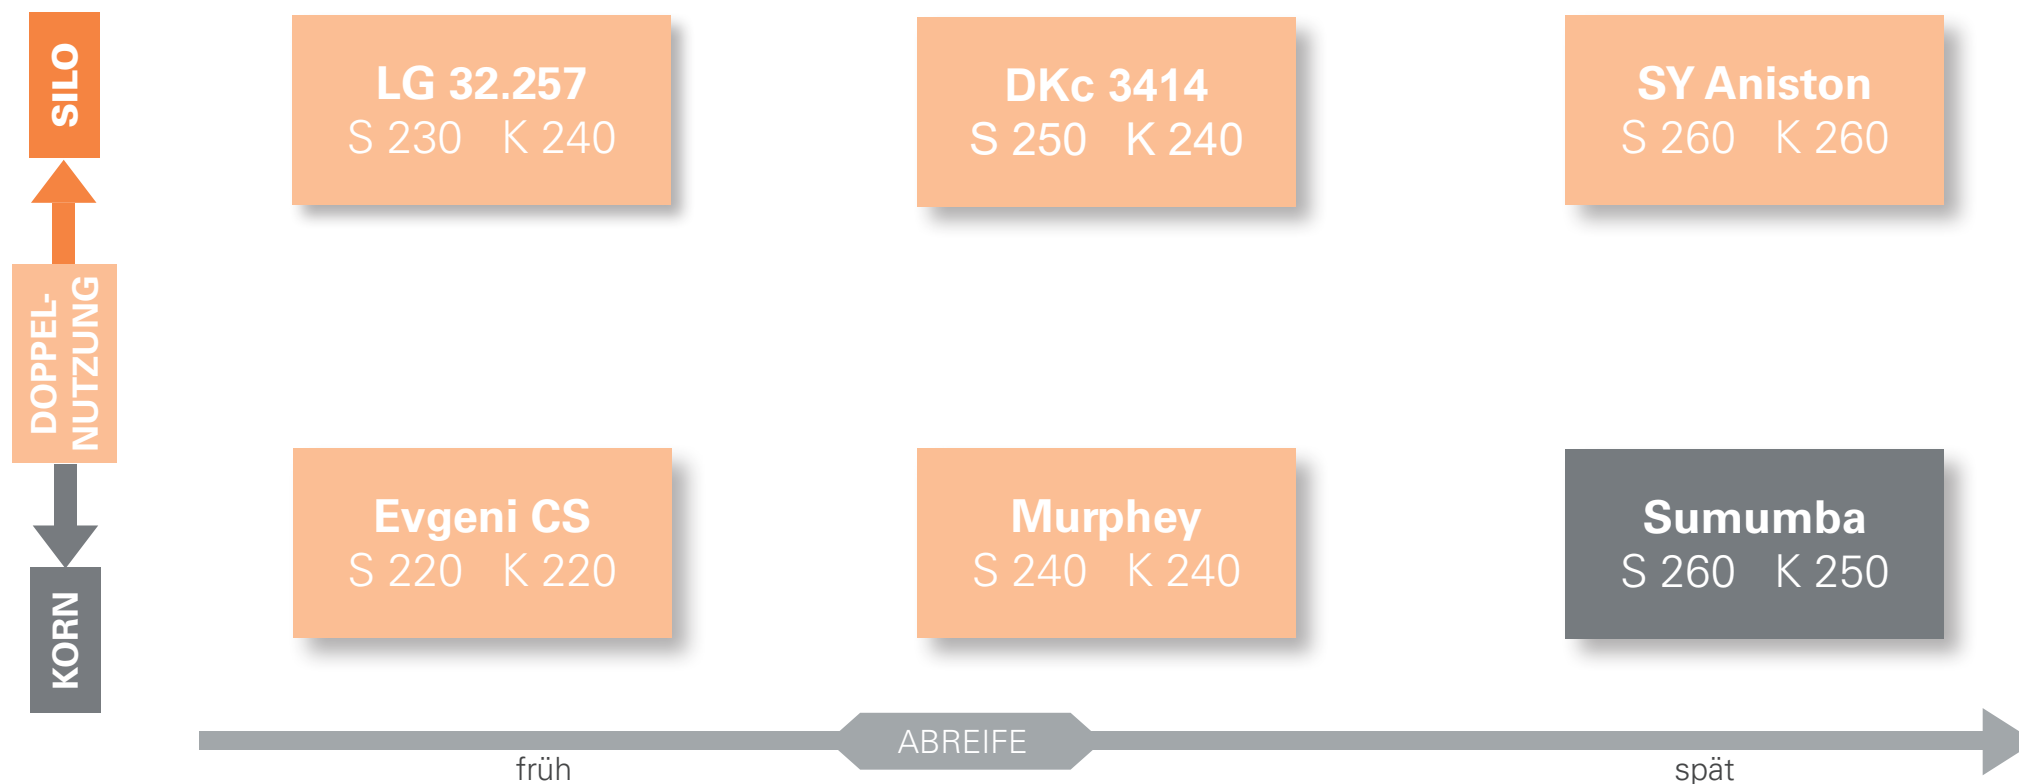 SILO
DOPPEL-
NUTZUNG
KORN
LG 32.257
S 230 K 240
DKc 3414
S 250 K 240
SY Aniston
S 260 K 260
Evgeni CS
S 220 K 220
Murphey
S 240 K 240
Sumumba
S 260 K 250
ABREIFE
früh
spät